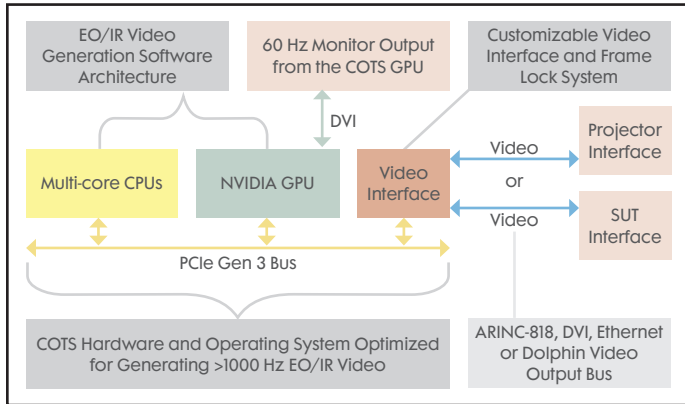 EO/IR Video
Generation Software
Architecture
60 Hz Monitor Output
from the COTS GPU
Customizable Video
Interface and Frame
Lock System
DVI
Multi-core CPUs
NVIDIA GPU
Video
Interface
Video
or
Video
Projector
Interface
SUT
Interface
PCIe Gen 3 Bus
COTS Hardware and Operating System Optimized
for Generating >1000 Hz EO/IR Video
ARINC-818, DVI, Ethernet
or Dolphin Video
Output Bus